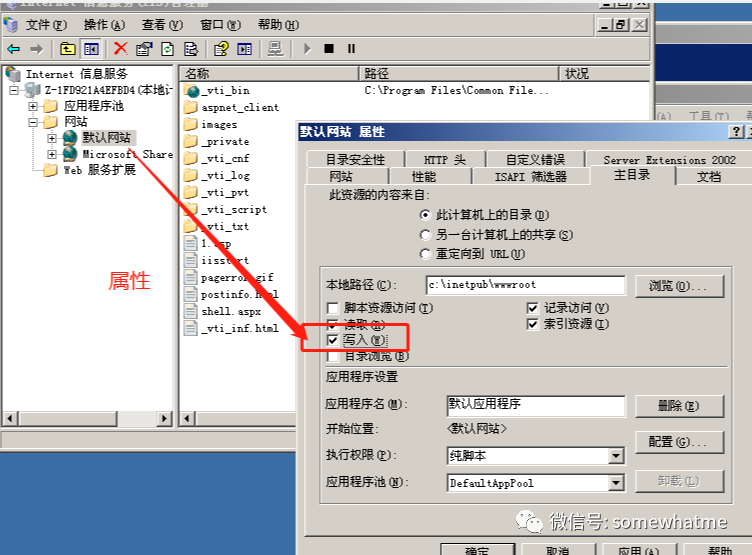 文件(F) 操作(A) 查看(V) 窗口(W) 帮助(H)
Internet 信息服务
Z-1FD921A4EFBD4(本地计
应用程序池
网站
默认网站
Microsoft Share
Web 服务扩展
名称 路径 状况
_vti_bin C:\Program Files\Common File...
aspnet_client
images
_private
_vti_cnf
_vti_log
_vti_pvt
_vti_script
_vti_txt
1.asp
iisstart
pagerror.gif
postinfo.html
shell.aspx
_vti_inf.html
属性
工具(T)
默认网站 属性
目录安全性 HTTP 头 自定义错误 Server Extensions 2002
网站 性能 ISAPI 筛选器 主目录 文档
此资源的内容来自:
此计算机上的目录(D)
另一台计算机上的共享(S)
重定向到 URL(U)
本地路径(C): c:\inetpub\wwwroot 浏览(O)...
脚本资源访问(T) 记录访问(V)
读取(R) 索引资源(I)
写入(W)
目录浏览(B)
应用程序设置
应用程序名(M): 默认应用程序 删除(E)
开始位置: <默认网站>
配置(G)...
执行权限(P): 纯脚本
应用程序池(N): DefaultAppPool 卸载(L)
微信号: somewhatme
确定 取消 应用(A) 帮助